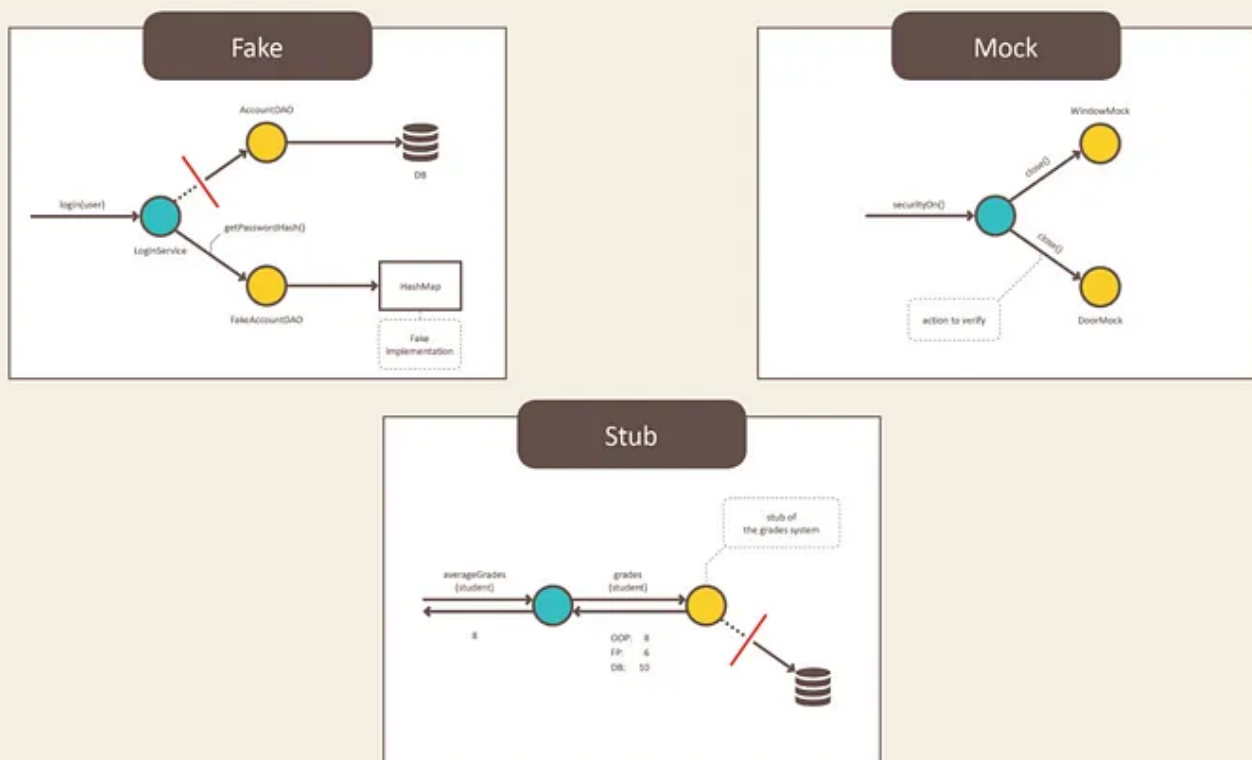 Fake
AccountDAO
DB
login(user)
getPasswordHash()
LoginService
HashMap
FakeAccountDAO
Fake
implementation
Mock
WindowMock
close()
securityOn()
close()
action to verify
DoorMock
Stub
stub of
the grades system
averageGrades
(student)
grades
(student)
8
OOP: 8
FP: 6
DB: 10